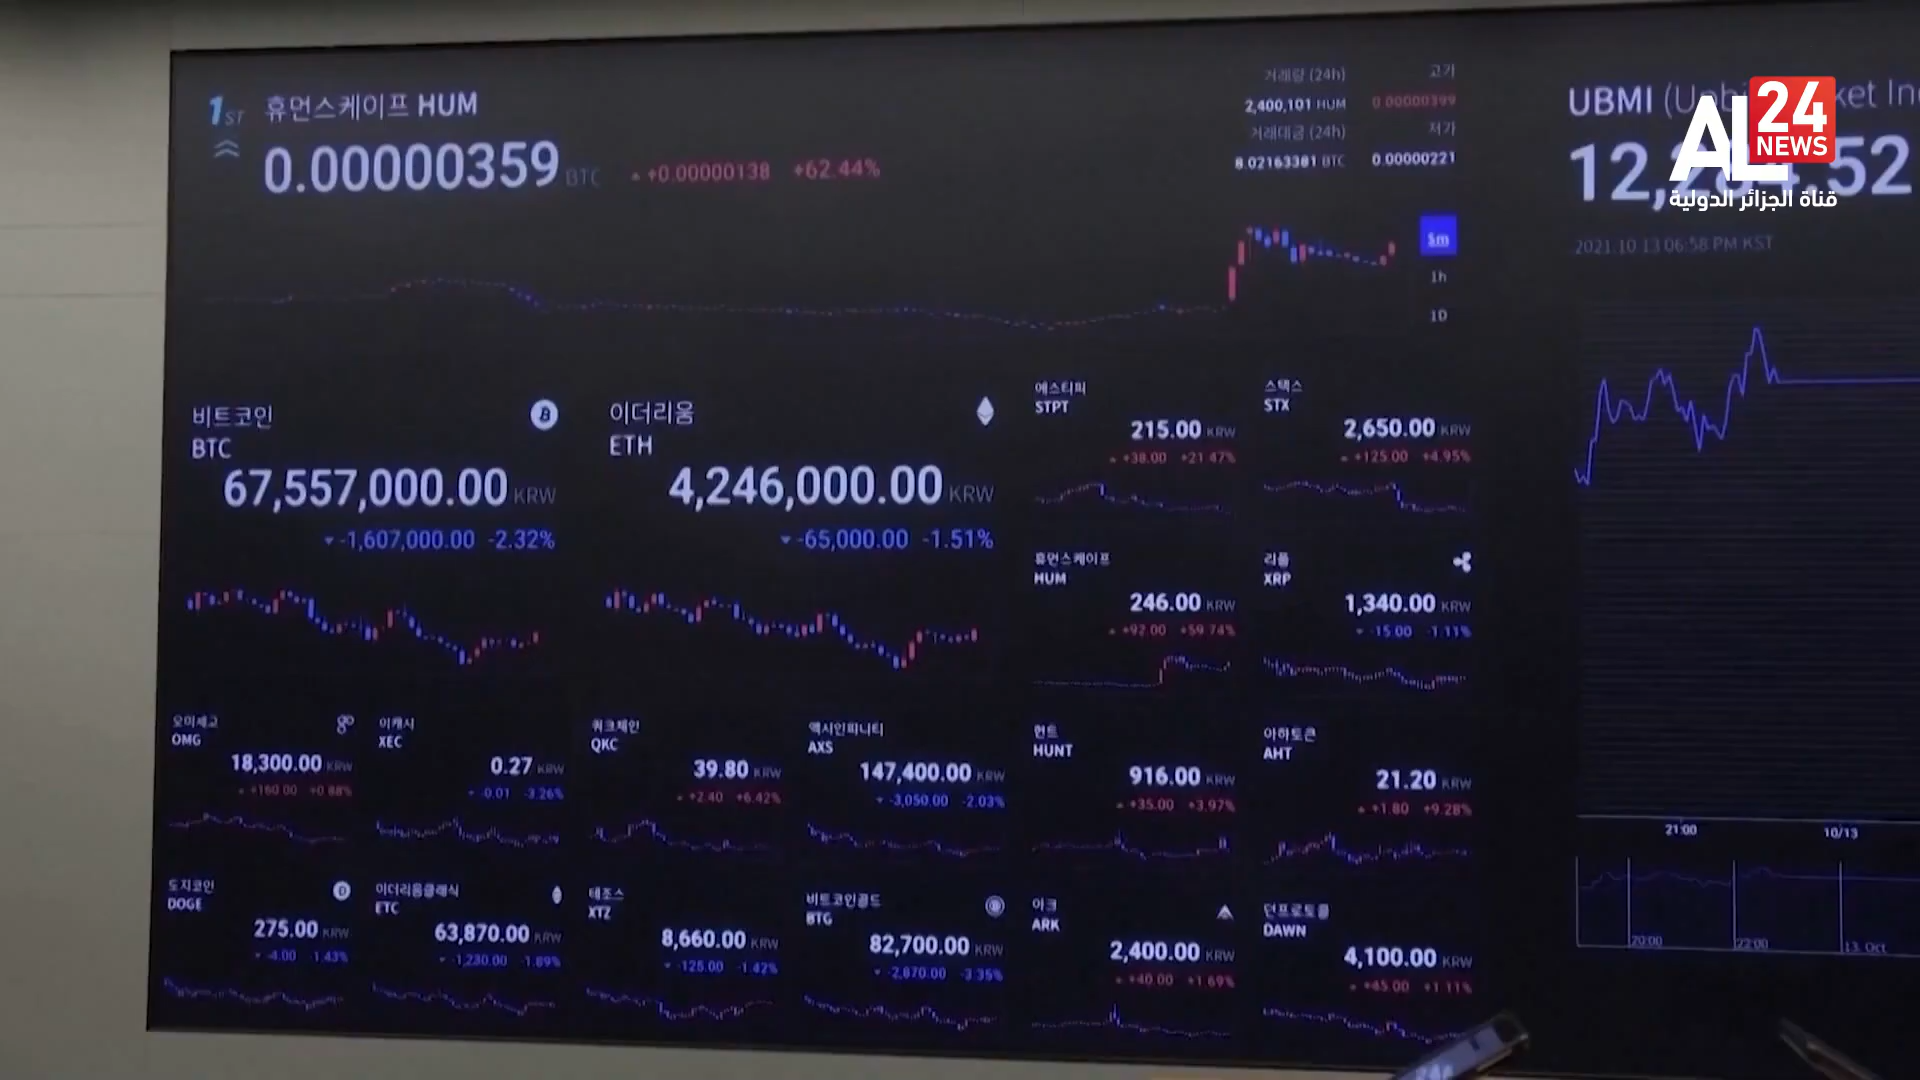 1ST 휴먼스케이프 HUM
0.00000359 BTC +0.00000138 +62.44%
거래량 (24h) 고가
2,400,101 HUM 0.00000399
거래대금 (24h) 저가
8.02163381 BTC 0.00000221
5m
1h
1D
UBMI
AL 24 NEWS
قناة الجزائر الدولية
2021.10.13 06:58 PM KST
21:00 10/13
20:00 22:00 13. Oct
비트코인
BTC
67,557,000.00 KRW
-1,607,000.00 -2.32%
이더리움
ETH
4,246,000.00 KRW
-65,000.00 -1.51%
에스티피
STPT
215.00 KRW
+38.00 +21.47%
스택스
STX
2,650.00 KRW
+125.00 +4.95%
휴먼스케이프
HUM
246.00 KRW
+92.00 +59.74%
리플
XRP
1,340.00 KRW
-15.00 -1.11%
오미세고
OMG
18,300.00 KRW
+160.00 +0.88%
이캐시
XEC
0.27 KRW
-0.01 -3.26%
쿼크체인
QKC
39.80 KRW
+2.40 +6.42%
엑시인피니티
AXS
147,400.00 KRW
-3,050.00 -2.03%
헌트
HUNT
916.00 KRW
+35.00 +3.97%
아하토큰
AHT
21.20 KRW
+1.80 +9.28%
도지코인
DOGE
275.00 KRW
-4.00 -1.43%
이더리움클래식
ETC
63,870.00 KRW
-1,230.00 -1.89%
테조스
XTZ
8,660.00 KRW
-125.00 -1.42%
비트코인골드
BTG
82,700.00 KRW
-2,870.00 -3.35%
아크
ARK
2,400.00 KRW
+40.00 +1.69%
던프로토콜
DAWN
4,100.00 KRW
+45.00 +1.11%